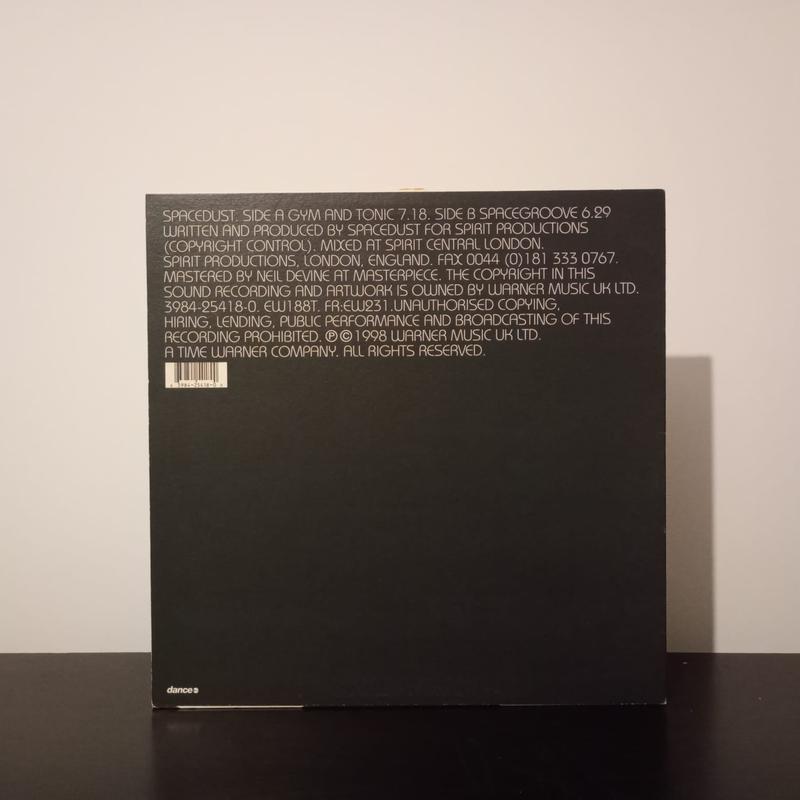 SPACEDUST. SIDE A GYM AND TONIC 7.18. SIDE B SPACEGROOVE 6.29
WRITTEN AND PRODUCED BY SPACEDUST FOR SPIRIT PRODUCTIONS
(COPYRIGHT CONTROL). MIXED AT SPIRIT CENTRAL LONDON.
SPIRIT PRODUCTIONS, LONDON, ENGLAND. FAX 0044 (0)181 333 0767.
MASTERED BY NEIL DEVINE AT MASTERPIECE. THE COPYRIGHT IN THIS
SOUND RECORDING AND ARTWORK IS OWNED BY WARNER MUSIC UK LTD.
3984-25418-0. EW188T. FR:EW231.UNAUTHORISED COPYING,
HIRING, LENDING, PUBLIC PERFORMANCE AND BROADCASTING OF THIS
RECORDING PROHIBITED. ℗ © 1998 WARNER MUSIC UK LTD.
A TIME WARNER COMPANY. ALL RIGHTS RESERVED.
dance